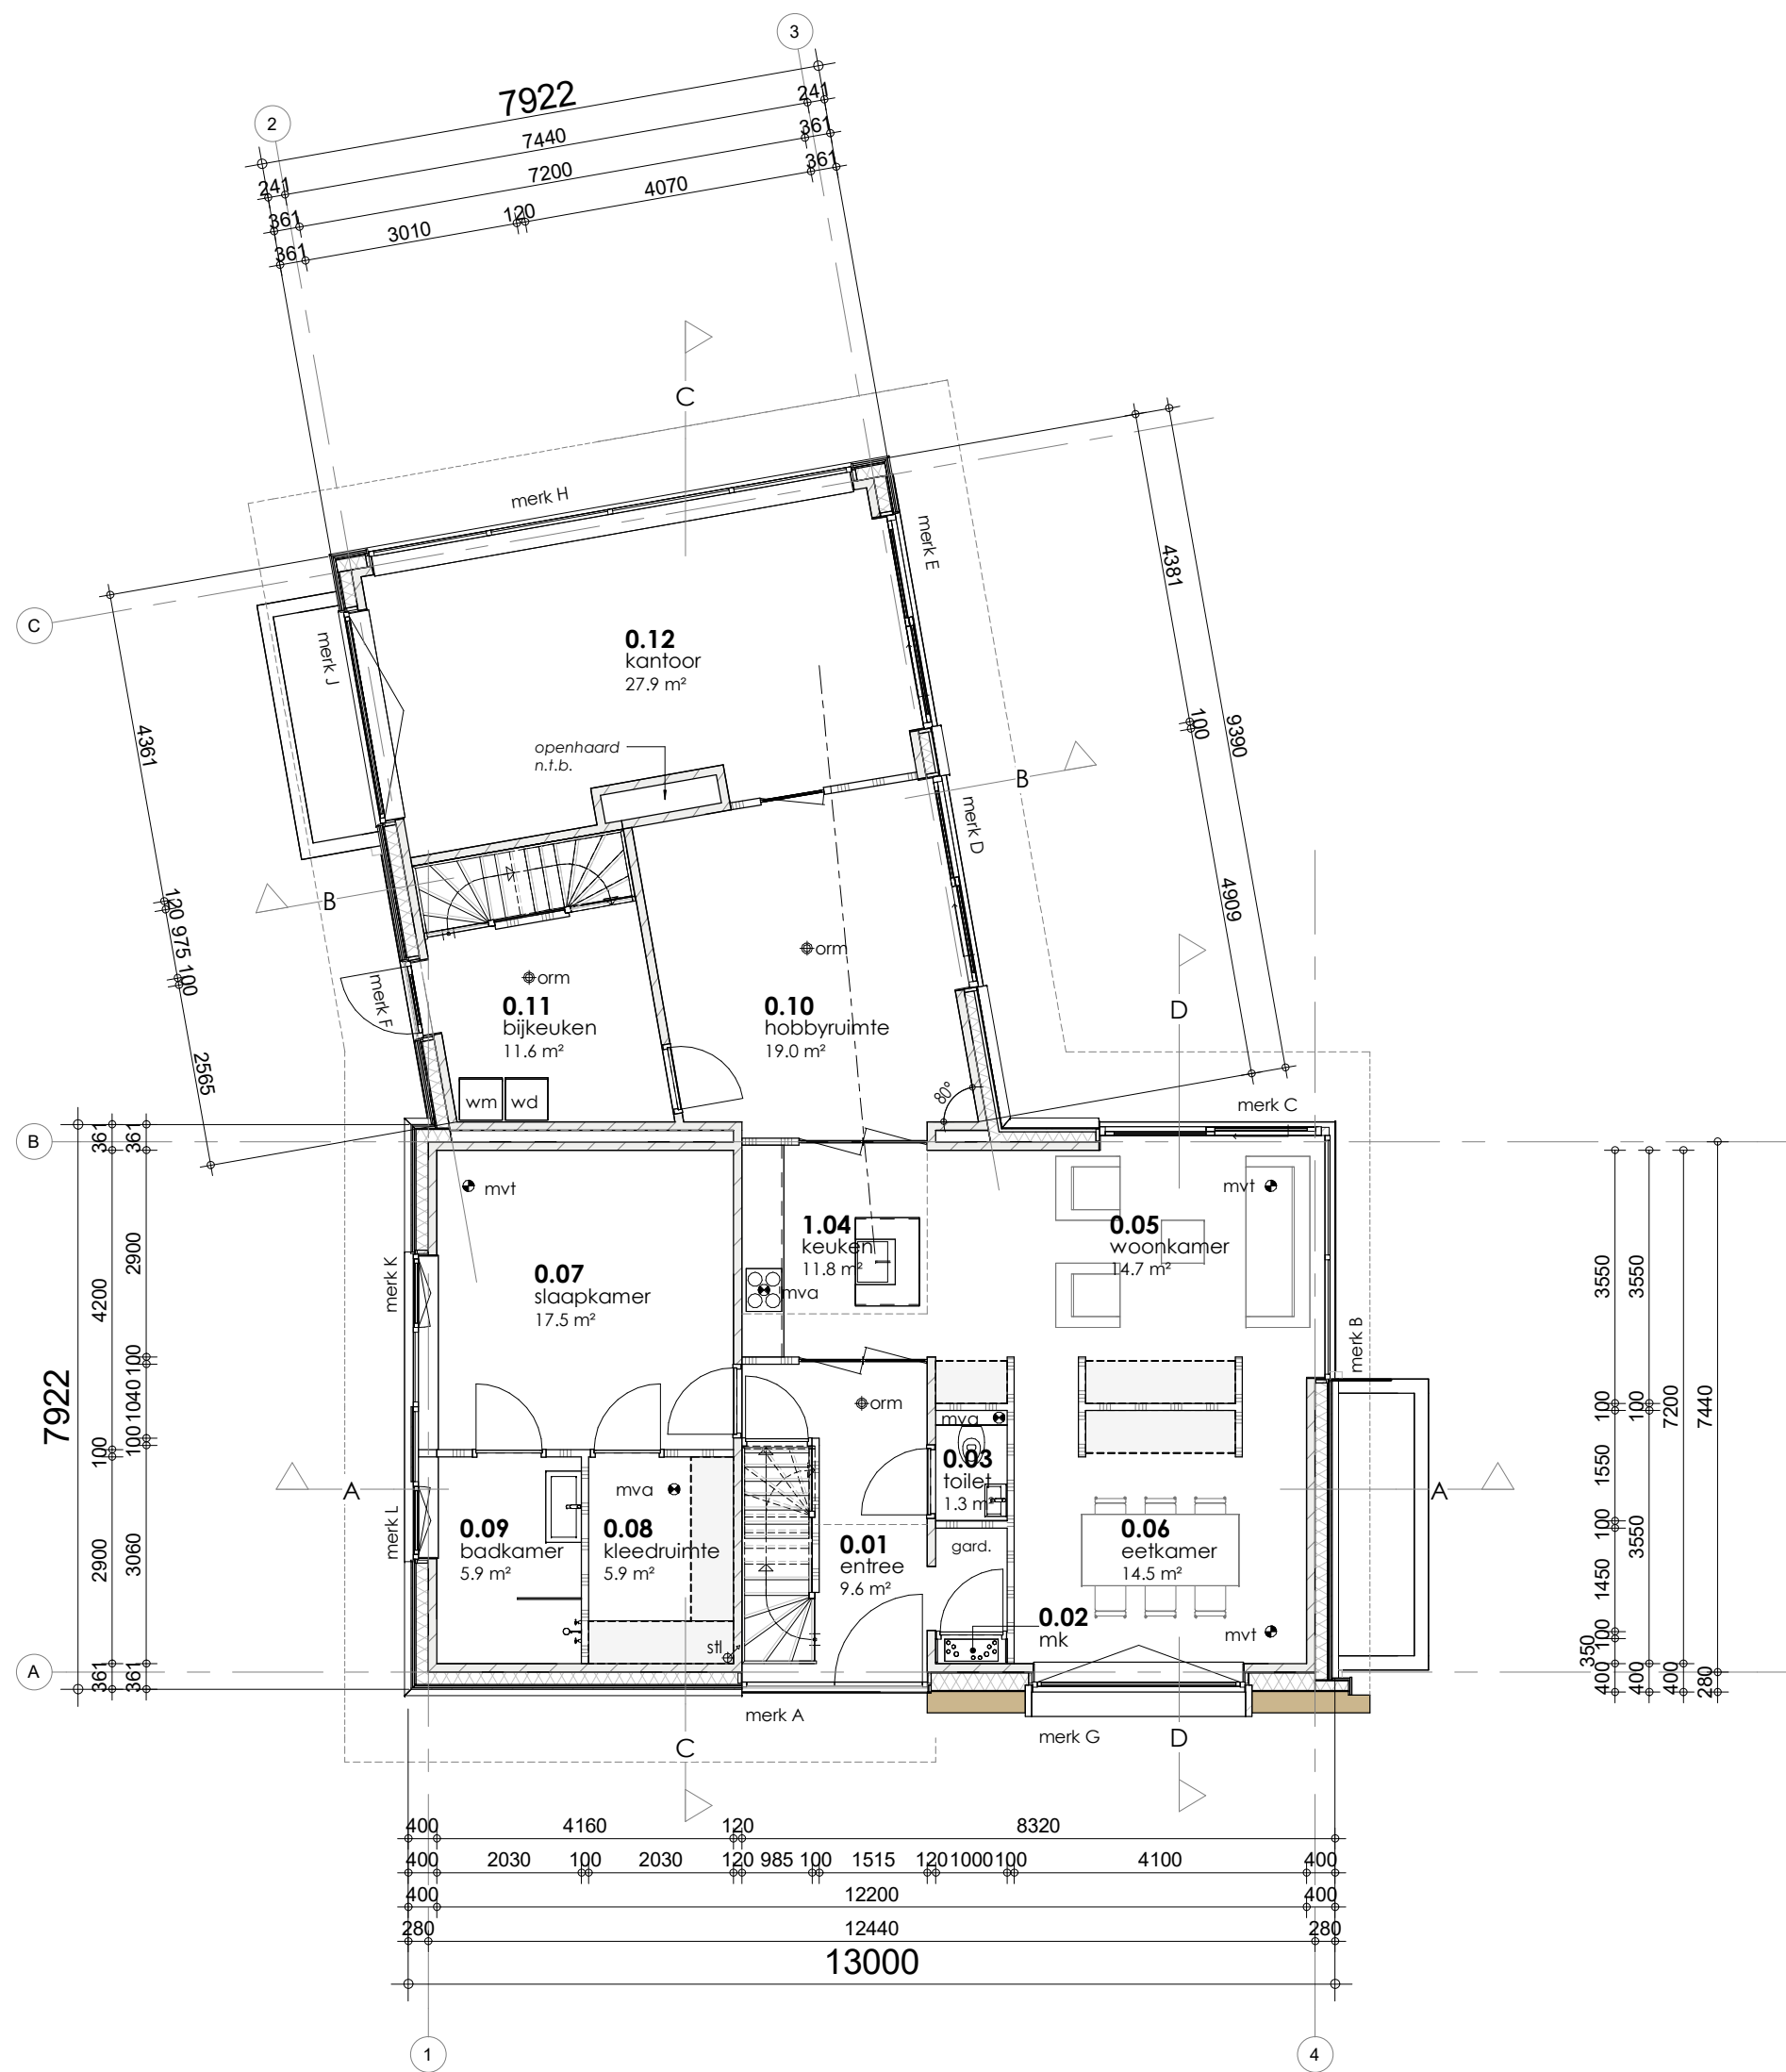 3
2
7922
241
7440
361
7200
361
241
4070
361
120
3010
361
C
merk H
merk E
C
merk J
4381
100
9390
4909
0.12
kantoor
27.9 m²
openhaard
n.t.b.
4361
B
merk D
B
120
975
100
2565
merk F
orm
orm
D
0.11
bijkeuken
11.6 m²
0.10
hobbyruimte
19.0 m²
wm
wd
80°
merk C
B
361
361
mvt
mvt
1.04
keuken
11.8 m²
0.05
woonkamer
14.7 m²
mva
0.07
slaapkamer
17.5 m²
merk K
merk B
2900
4200
100
1040
100
100
7922
3060
2900
361
361
3550
3550
100
100
7200
7440
1550
100
3550
1450
100
350
400
400
400
280
orm
mva
0.03
toilet
1.3 m²
A
A
mva
merk L
0.09
badkamer
5.9 m²
0.08
kleedruimte
5.9 m²
0.01
entree
9.6 m²
gard.
0.06
eetkamer
14.5 m²
0.02
mk
mvt
stl
A
merk A
merk G
C
D
400
4160
120
8320
400
2030
100
2030
120
985
100
1515
120
1000
100
4100
400
400
12200
400
280
12440
280
13000
1
4